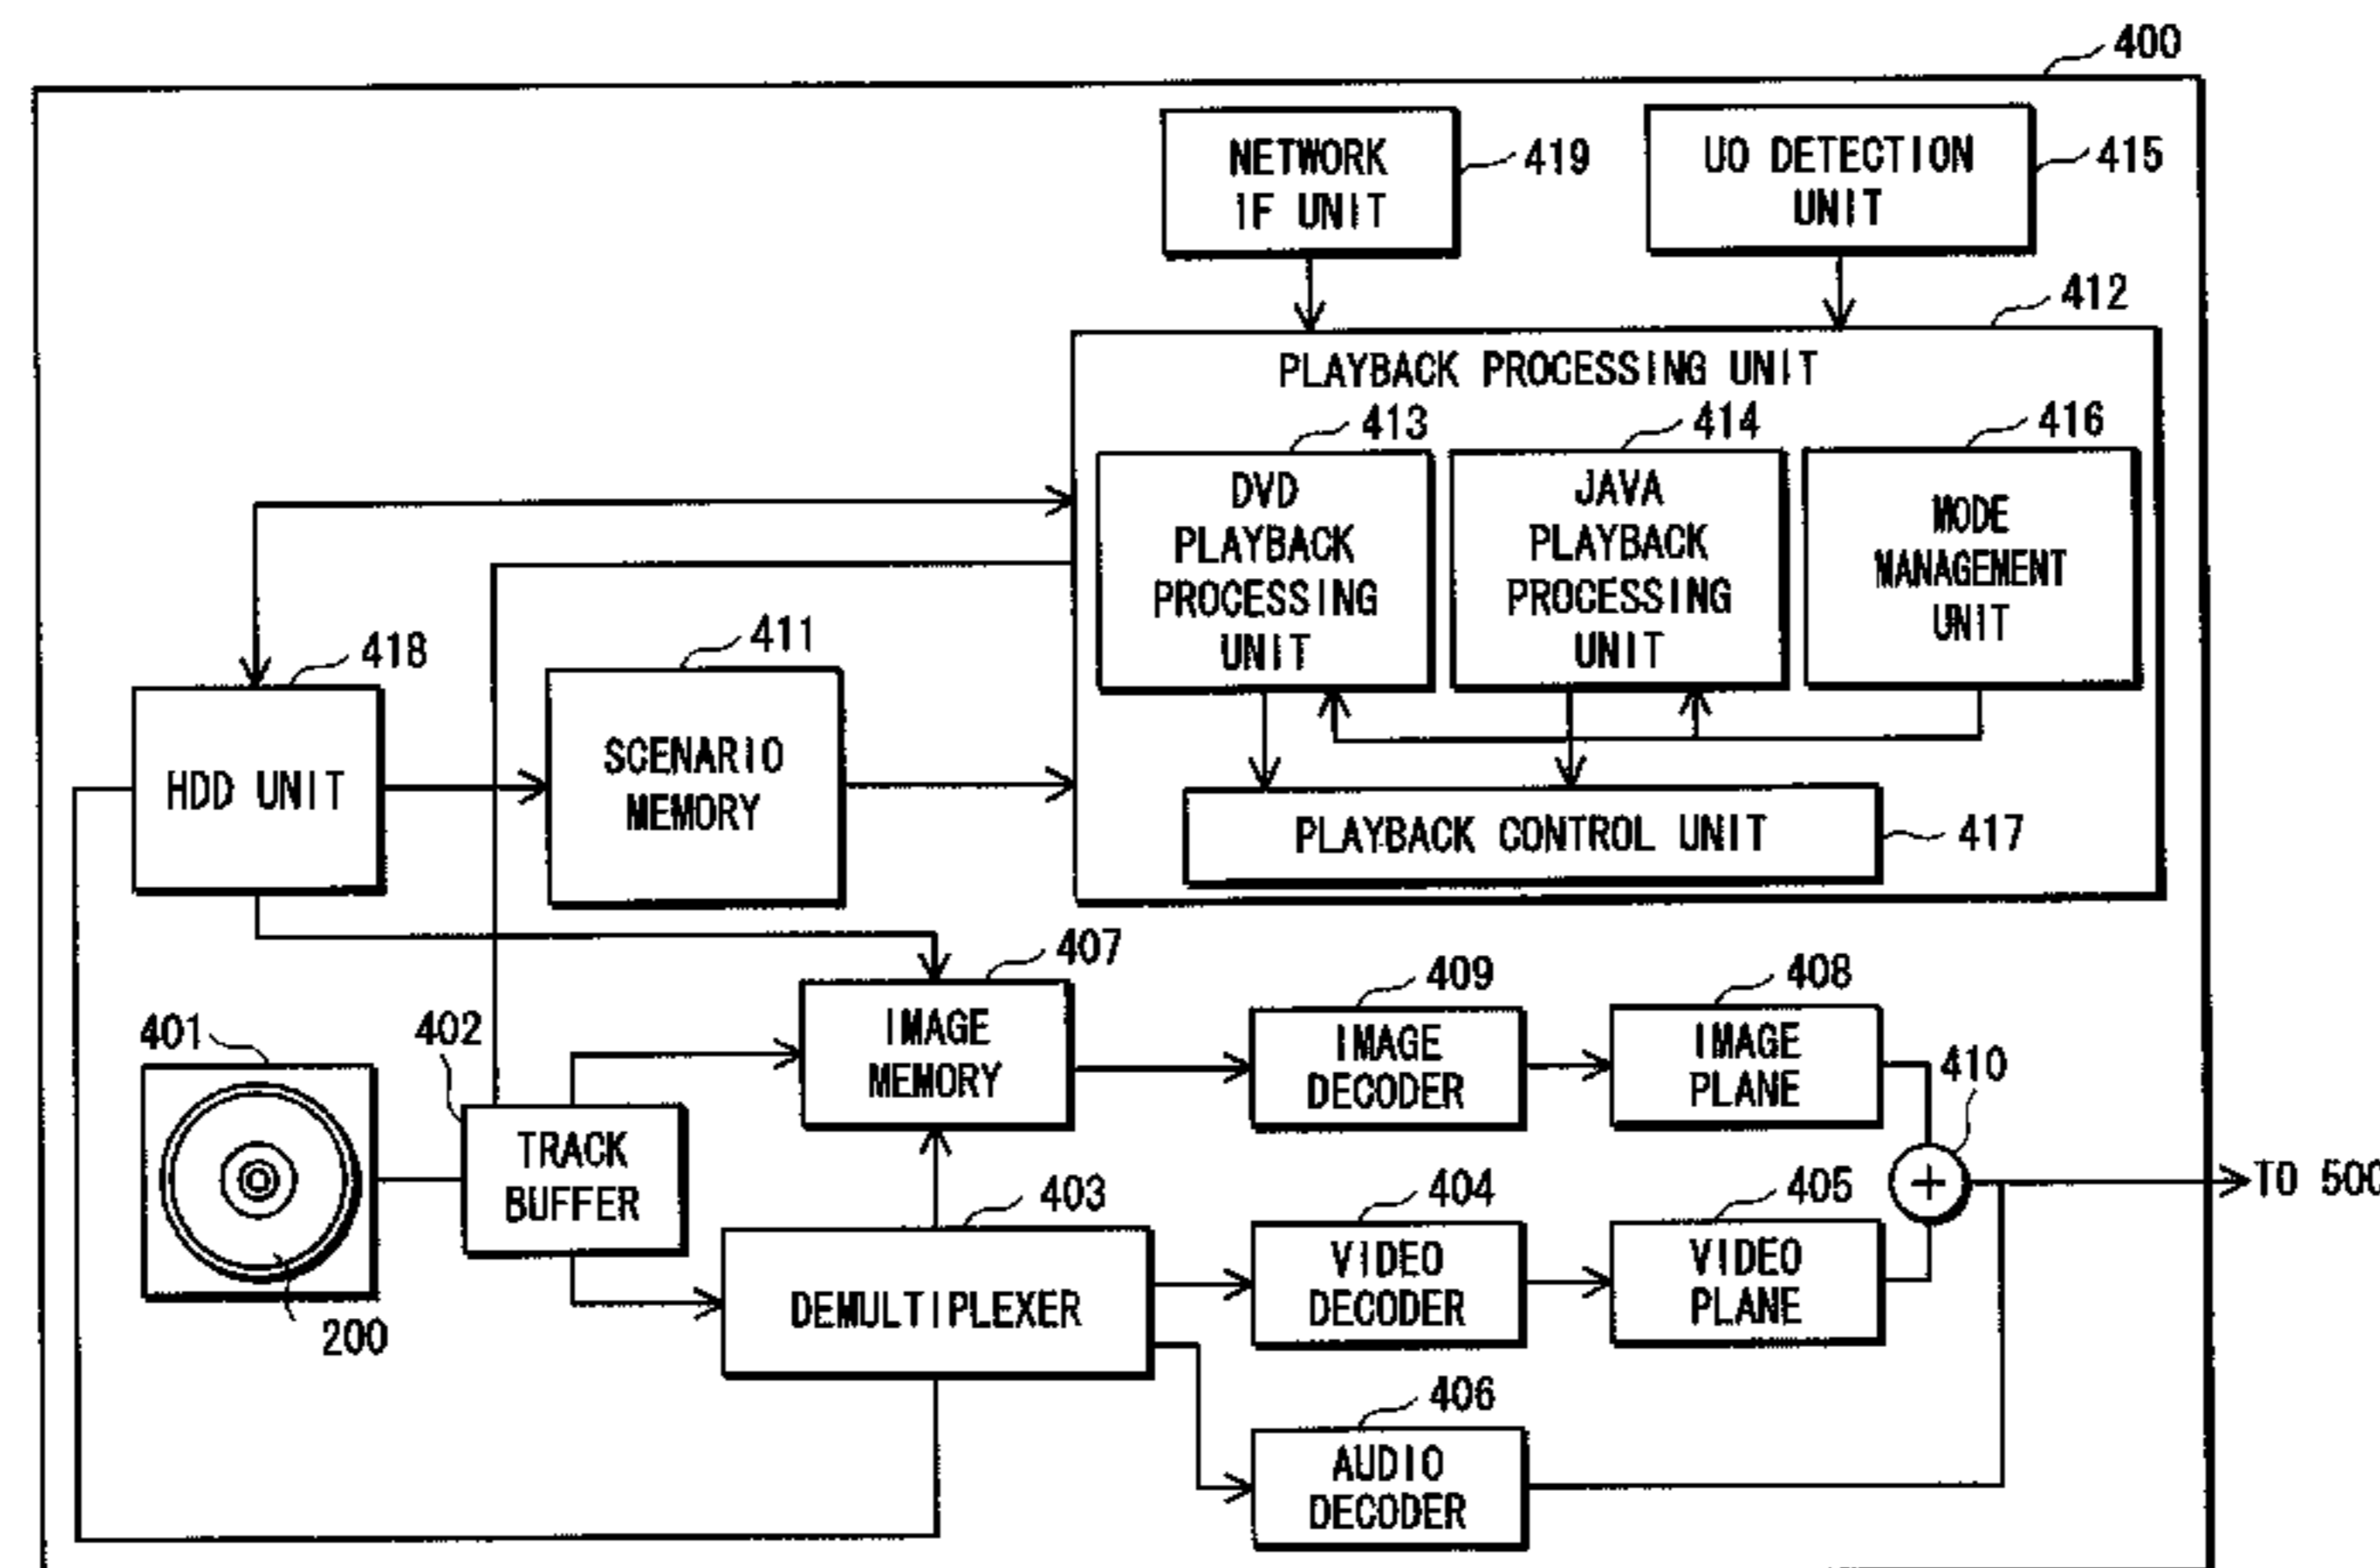 400
NETWORK
IF UNIT
419
UO DETECTION
UNIT
415
412
PLAYBACK PROCESSING UNIT
413
414
416
DVD
PLAYBACK
PROCESSING
UNIT
JAVA
PLAYBACK
PROCESSING
UNIT
MODE
MANAGEMENT
UNIT
418
411
HDD UNIT
SCENARIO
MEMORY
PLAYBACK CONTROL UNIT
417
407
409
408
401
402
IMAGE
MEMORY
IMAGE
DECODER
IMAGE
PLANE
410
TRACK
BUFFER
403
404
405
+
TO 500
200
DEMULTIPLEXER
VIDEO
DECODER
VIDEO
PLANE
406
AUDIO
DECODER